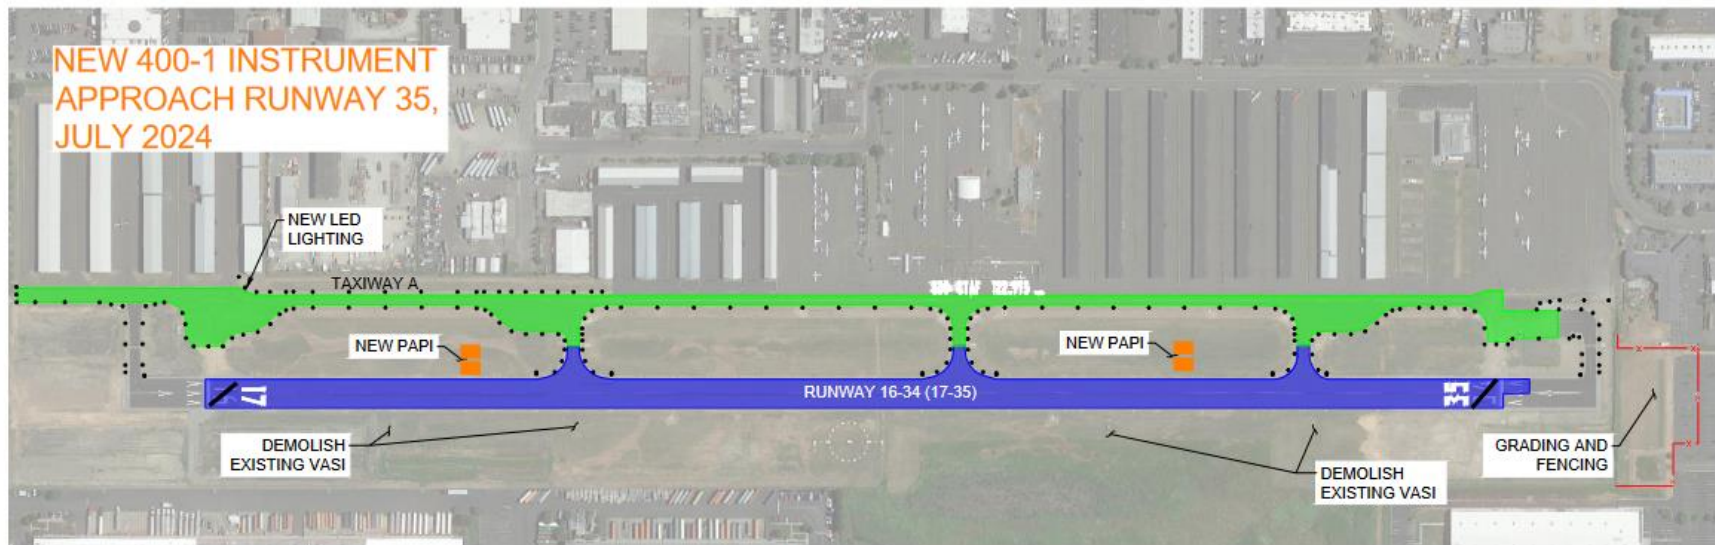 NEW 400-1 INSTRUMENT
APPROACH RUNWAY 35,
JULY 2024
NEW LED
LIGHTING
TAXIWAY A
NEW PAPI
NEW PAPI
17
RUNWAY 16-34 (17-35)
35
DEMOLISH
EXISTING VASI
DEMOLISH
EXISTING VASI
GRADING AND
FENCING